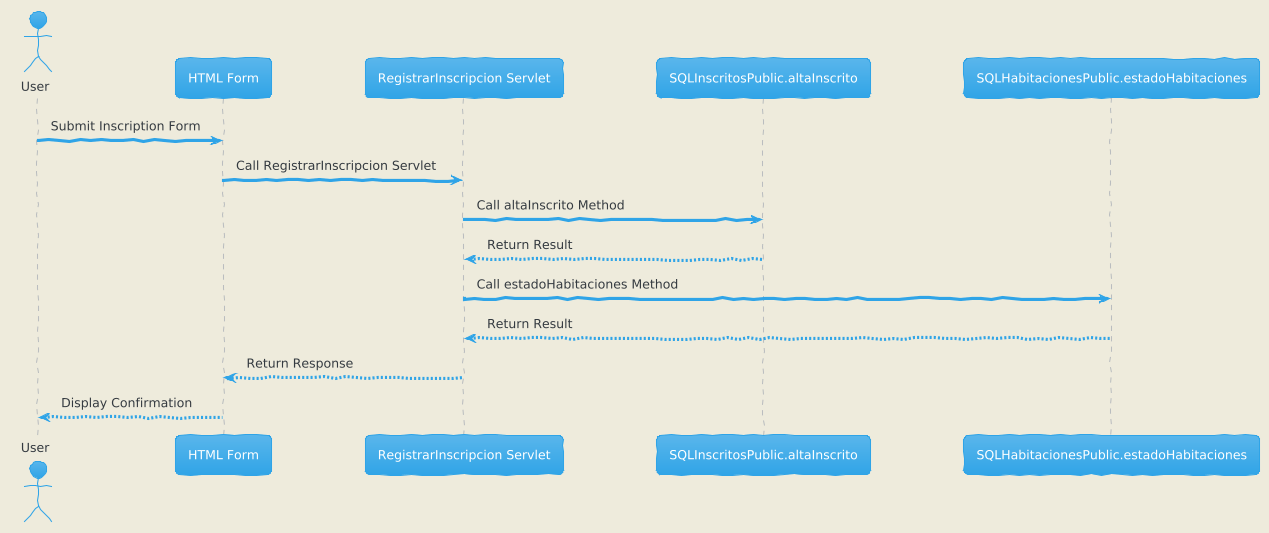 User
HTML Form
RegistrarInscripcion Servlet
SQLInscritosPublic.altaInscrito
SQLHabitacionesPublic.estadoHabitaciones
Submit Inscription Form
Call RegistrarInscripcion Servlet
Call altaInscrito Method
Return Result
Call estadoHabitaciones Method
Return Result
Return Response
Display Confirmation
User
HTML Form
RegistrarInscripcion Servlet
SQLInscritosPublic.altaInscrito
SQLHabitacionesPublic.estadoHabitaciones